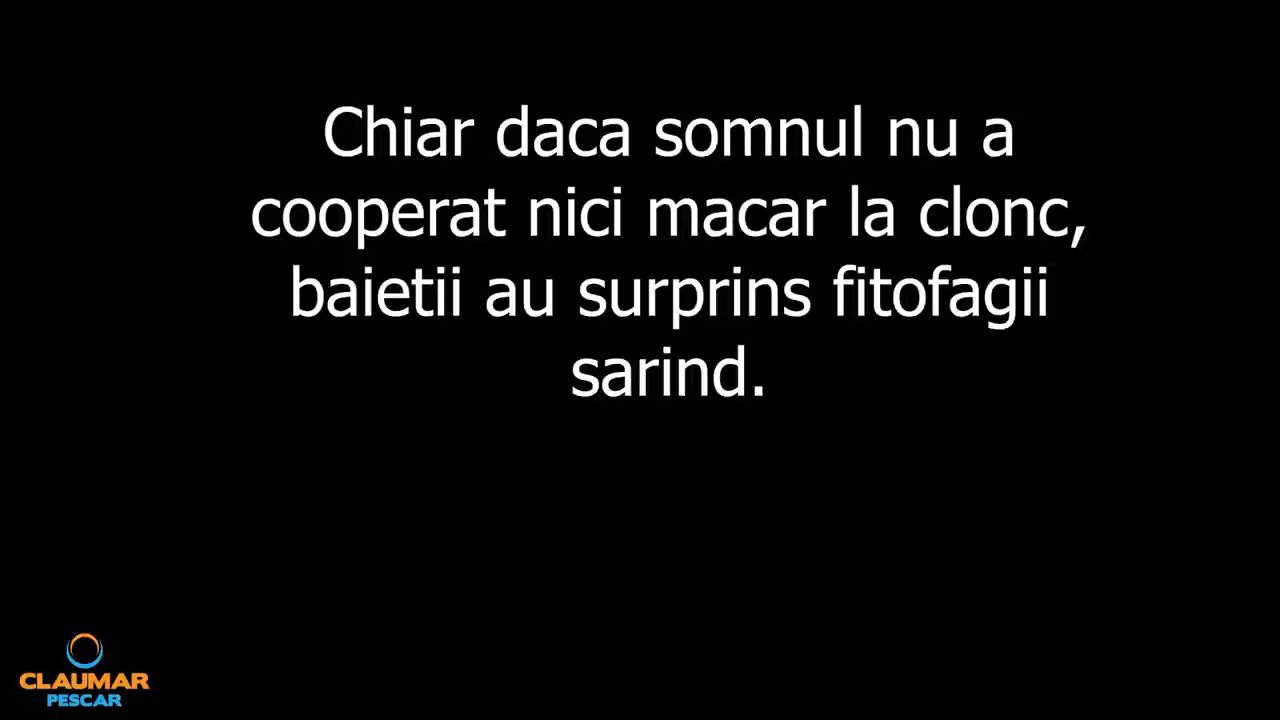 Chiar daca somnul nu a
cooperat nici macar la clonc,
baietii au surprins fitofagii
sarind.
CLAUMAR
PESCAR